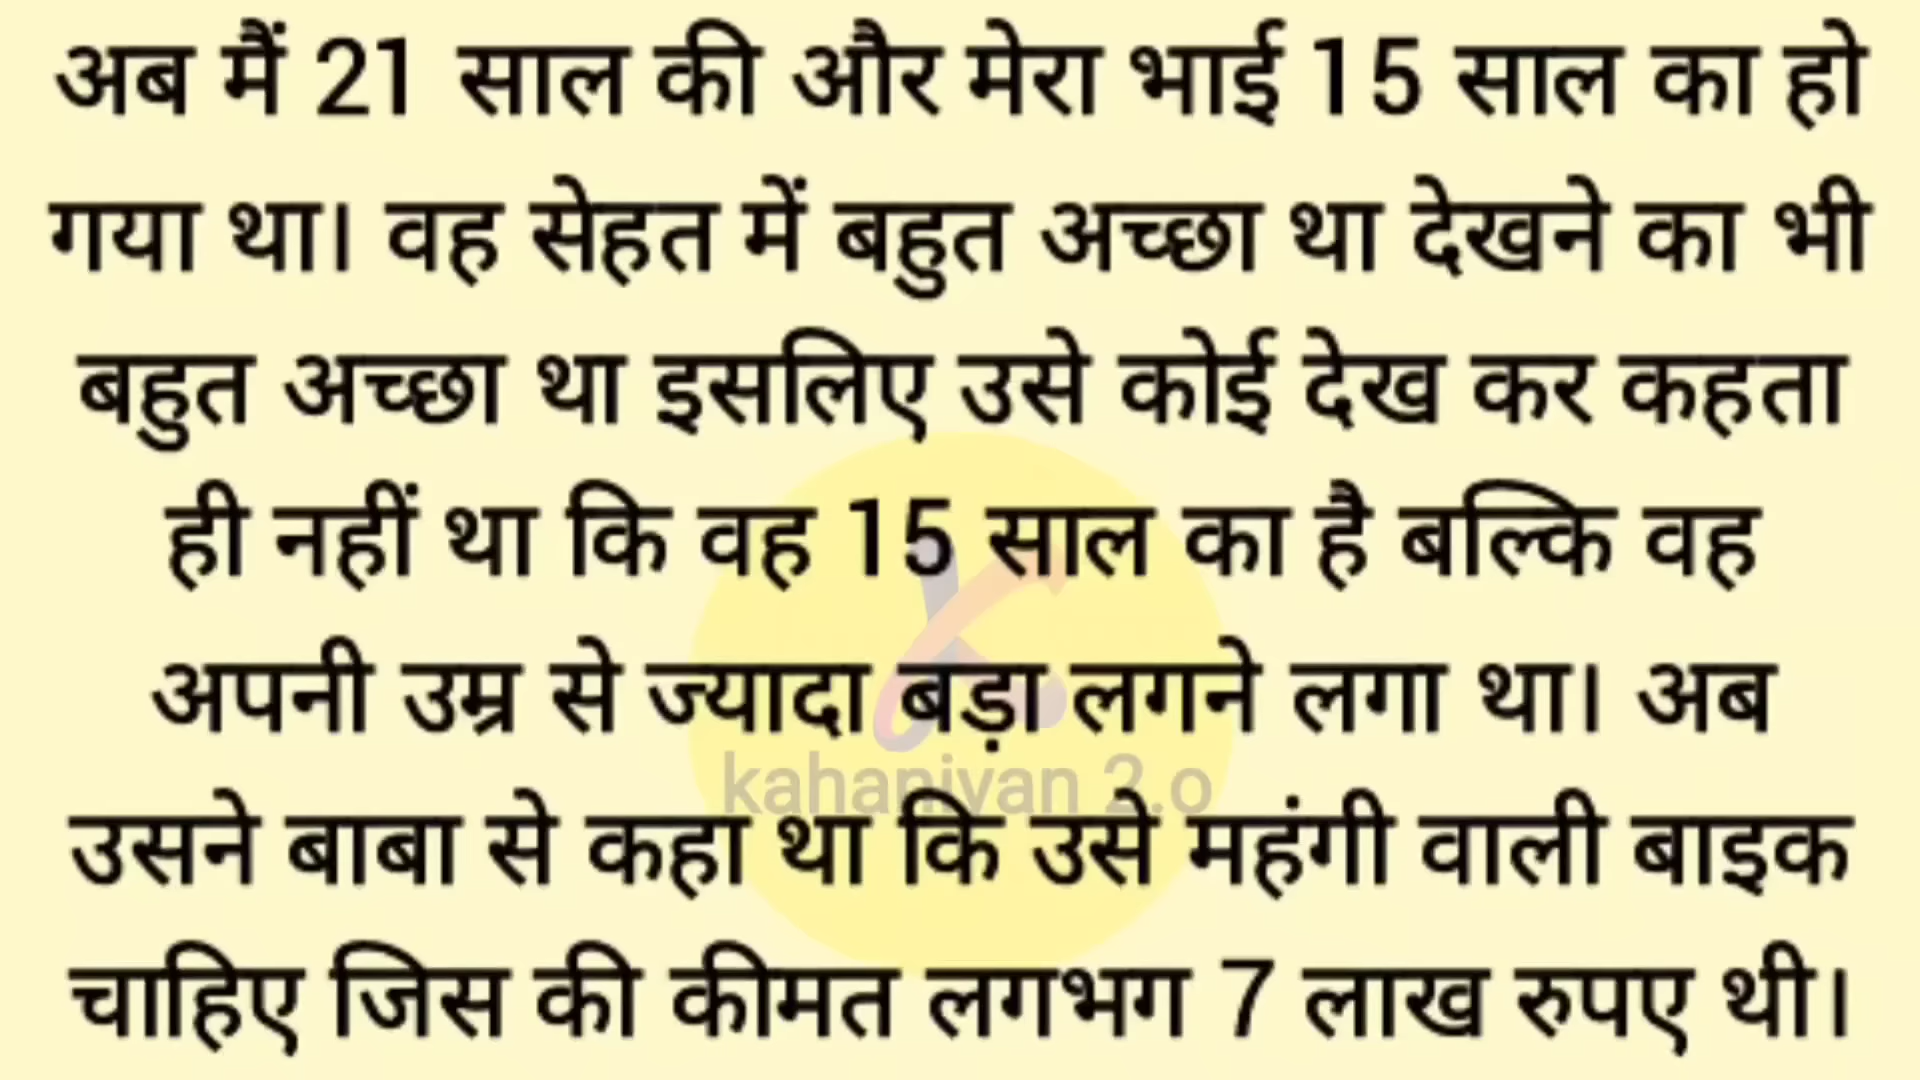 अब मैं 21 साल की और मेरा भाई 15 साल का हो
गया था। वह सेहत में बहुत अच्छा था देखने का भी
बहुत अच्छा था इसलिए उसे कोई देख कर कहता
ही नहीं था कि वह 15 साल का है बल्कि वह
अपनी उम्र से ज्यादा बड़ा लगने लगा था। अब
kahanivan 2.o
उसने बाबा से कहा था कि उसे महंगी वाली बाइक
चाहिए जिस की कीमत लगभग 7 लाख रुपए थी।